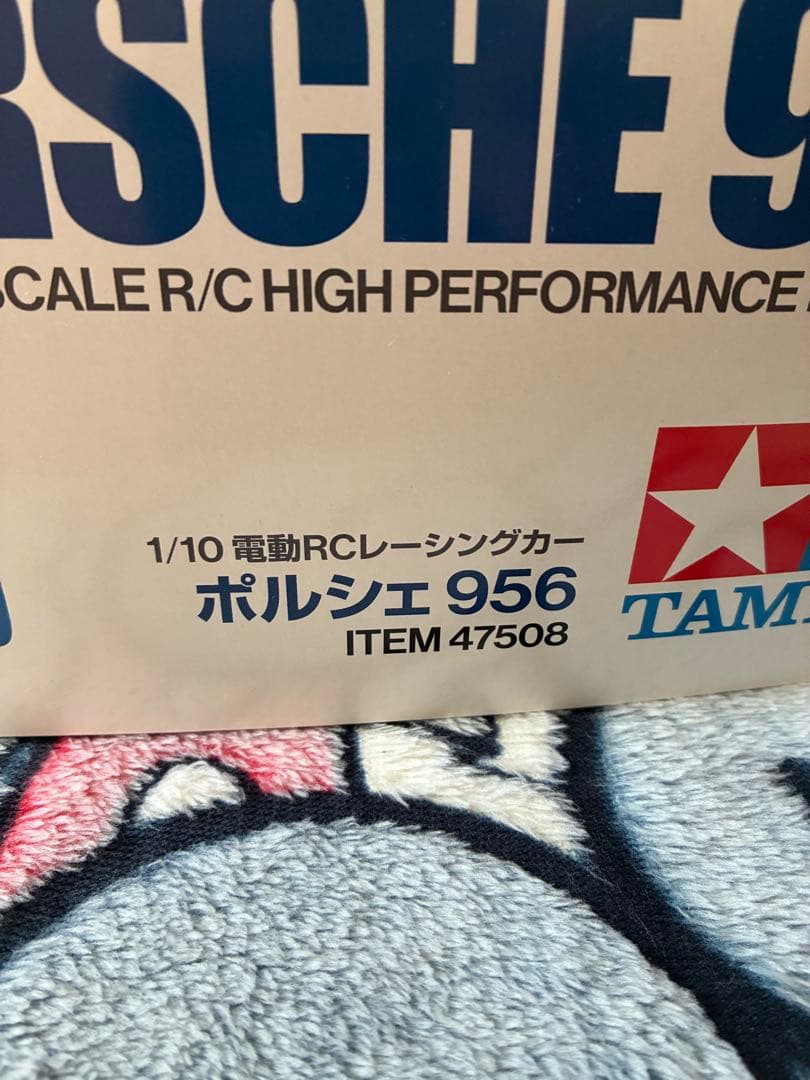 RSCHE 9
SCALE R/C HIGH PERFORMANCE
1/10 電動RCレーシングカー
ポルシェ 956
ITEM 47508
TAMI